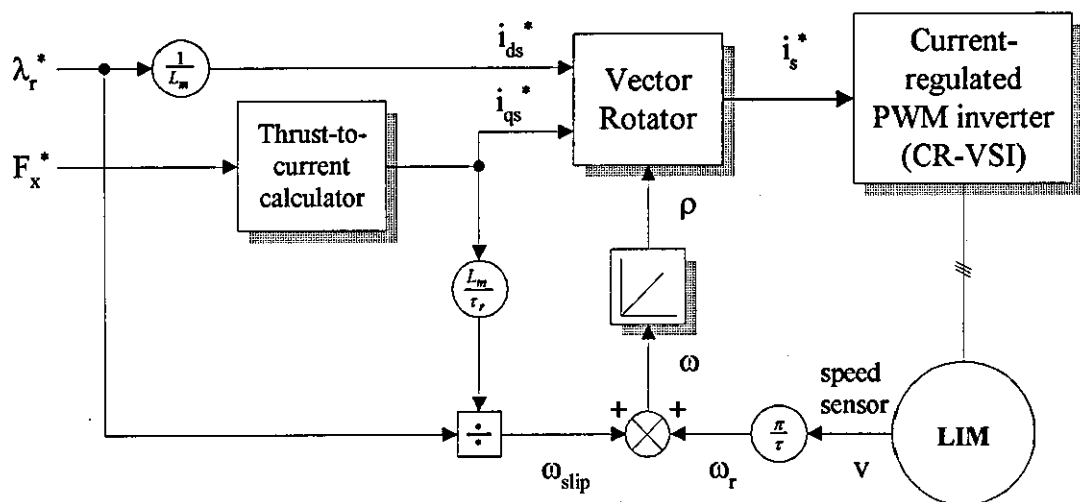 λr*
1/Lm
ids*
Fx*
Thrust-to-
current
calculator
iqs*
Vector
Rotator
is*
Current-
regulated
PWM inverter
(CR-VSI)
ρ
Lm/τr
ω
÷
ωslip
+
+
ωr
π/τ
speed
sensor
v
LIM